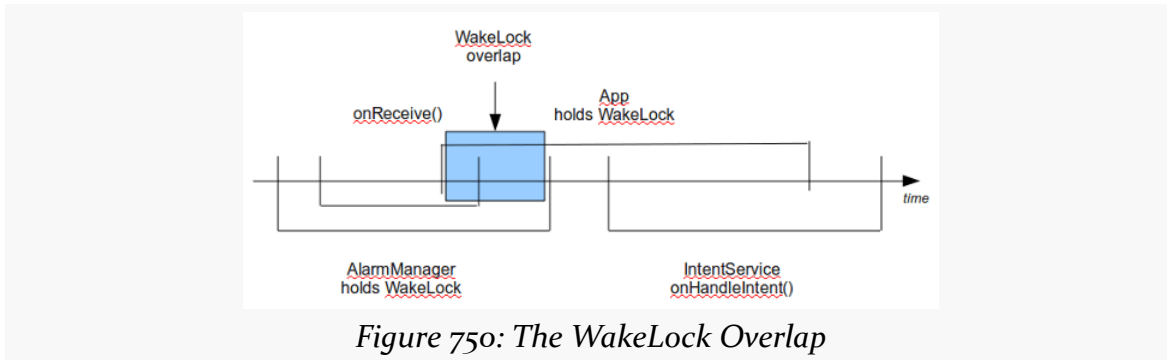 WakeLock
overlap
onReceive()
App
holds WakeLock
time
AlarmManager
holds WakeLock
IntentService
onHandleIntent()
Figure 750: The WakeLock Overlap